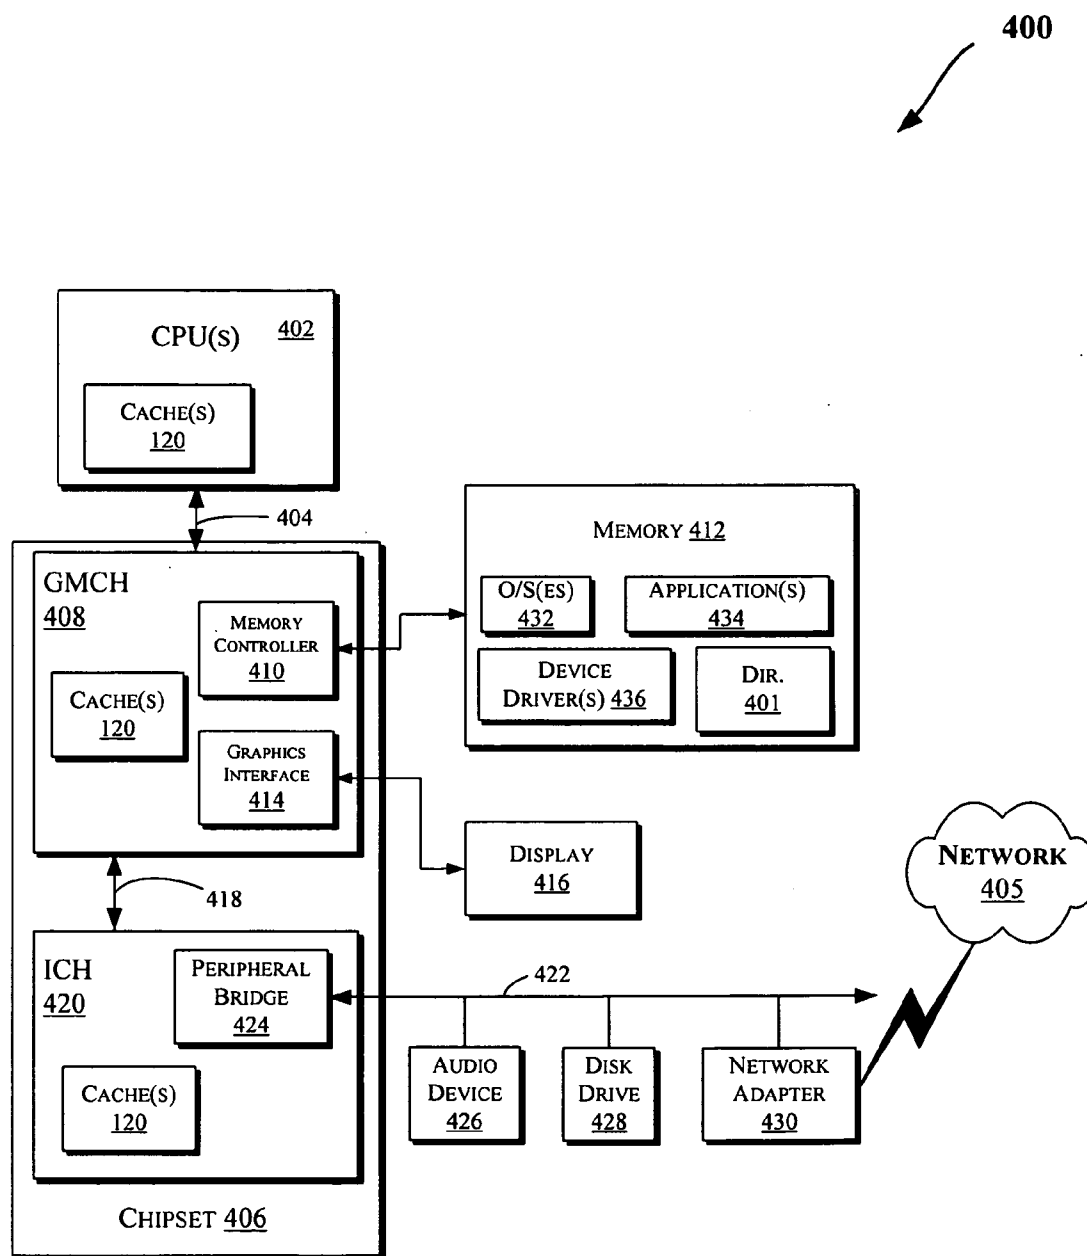 400
CPU(S) 402
CACHE(S)
120
404
GMCH
408
MEMORY
CONTROLLER
410
CACHE(S)
120
GRAPHICS
INTERFACE
414
MEMORY 412
O/S(ES)
432
APPLICATION(S)
434
DEVICE
DRIVER(S) 436
DIR.
401
DISPLAY
416
NETWORK
405
418
ICH
420
PERIPHERAL
BRIDGE
424
CACHE(S)
120
422
AUDIO
DEVICE
426
DISK
DRIVE
428
NETWORK
ADAPTER
430
CHIPSET 406